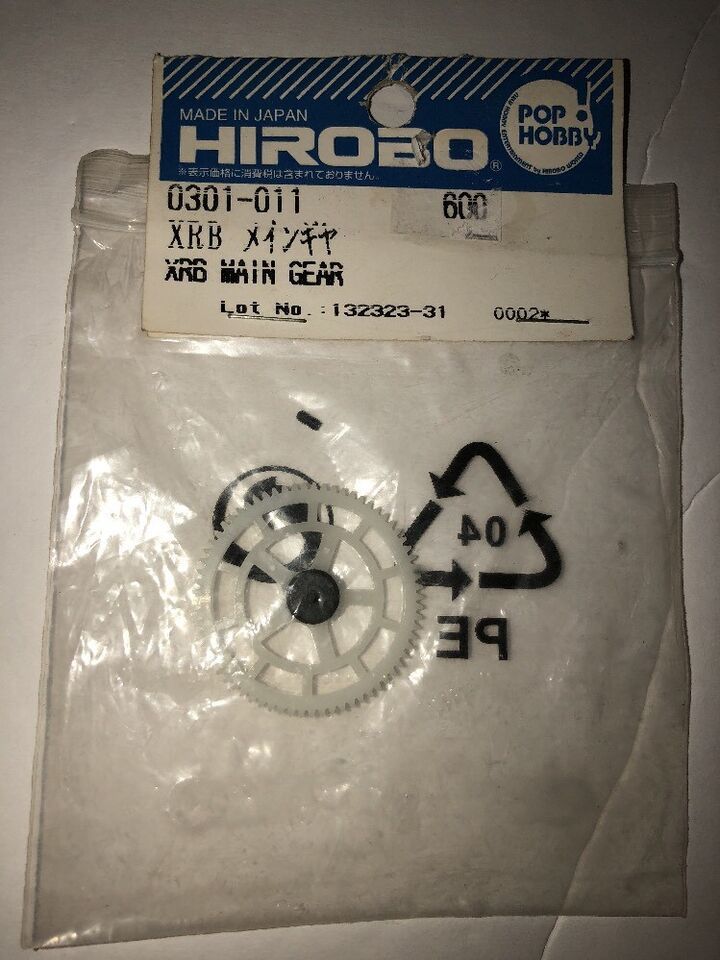 MADE IN JAPAN
HIROBO ®
※表示価格に消費税は含まれておりません。
POP
HOBBY
0301-011 600
XRB メインギヤ
XRB MAIN GEAR
Lot No.:132323-31 0002*
04
PE